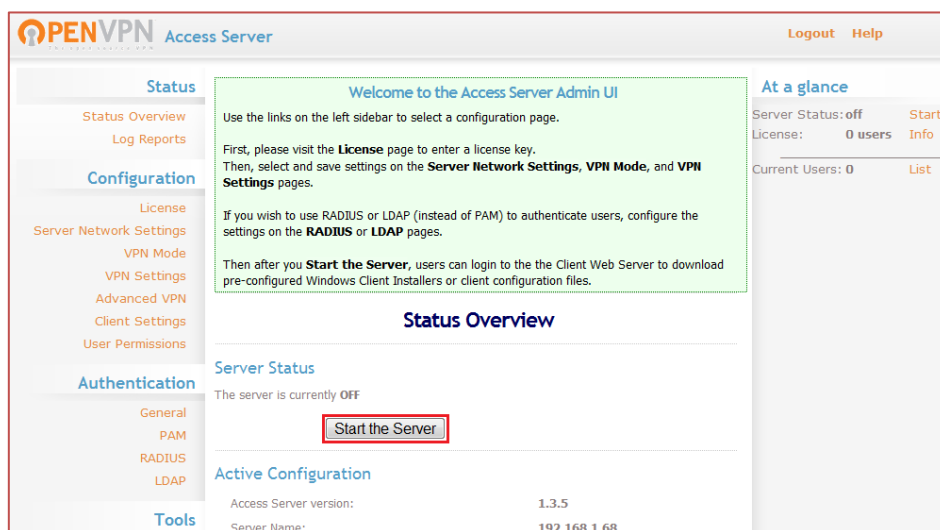 OPENVPN Access Server
Logout Help
Status
Status Overview
Log Reports
Configuration
License
Server Network Settings
VPN Mode
VPN Settings
Advanced VPN
Client Settings
User Permissions
Authentication
General
PAM
RADIUS
LDAP
Tools
Welcome to the Access Server Admin UI
Use the links on the left sidebar to select a configuration page.
First, please visit the License page to enter a license key.
Then, select and save settings on the Server Network Settings, VPN Mode, and VPN
Settings pages.
If you wish to use RADIUS or LDAP (instead of PAM) to authenticate users, configure the
settings on the RADIUS or LDAP pages.
Then after you Start the Server, users can login to the the Client Web Server to download
pre-configured Windows Client Installers or client configuration files.
Status Overview
Server Status
The server is currently OFF
Start the Server
Active Configuration
Access Server version: 1.3.5
Server Name: 192.168.1.68
At a glance
Server Status: off Start
License: 0 users Info
Current Users: 0 List